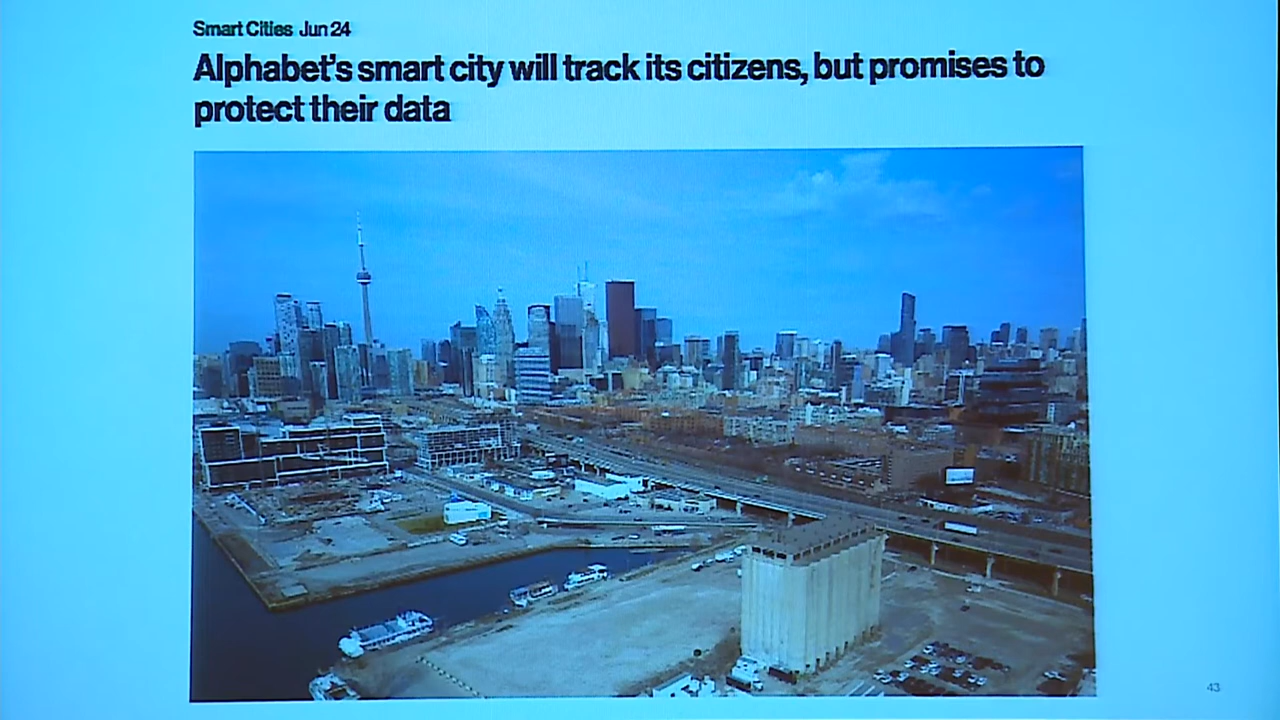 Smart Cities Jun 24
Alphabet's smart city will track its citizens, but promises to
protect their data
43